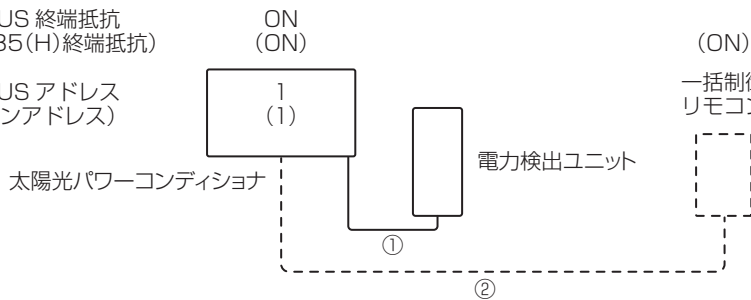 US 終端抵抗
ON
35(H)終端抵抗)
(ON)
(ON)
US アドレス
ンアドレス)
1
(1)
一括制御
リモコン
太陽光パワーコンディショナ
電力検出ユニット
①
②